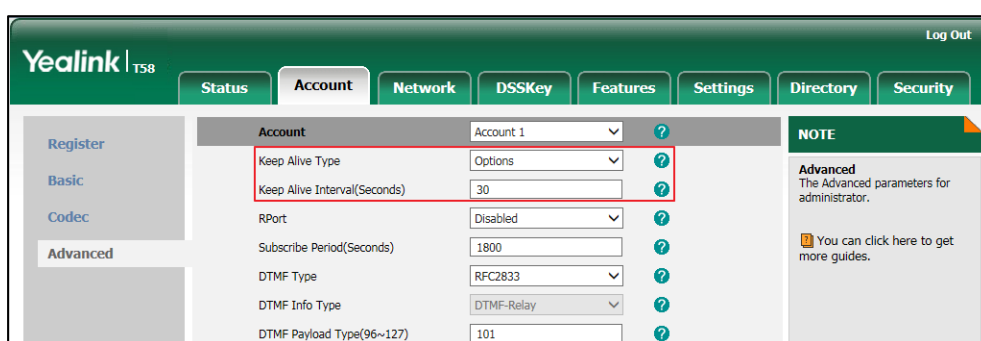 Log Out
Yealink | T58
Status Account Network DSSKey Features Settings Directory Security
Register
Basic
Codec
Advanced
Account Account 1
Keep Alive Type Options
Keep Alive Interval(Seconds) 30
RPort Disabled
Subscribe Period(Seconds) 1800
DTMF Type RFC2833
DTMF Info Type DTMF-Relay
DTMF Payload Type(96~127) 101
NOTE
Advanced
The Advanced parameters for
administrator.
You can click here to get
more guides.